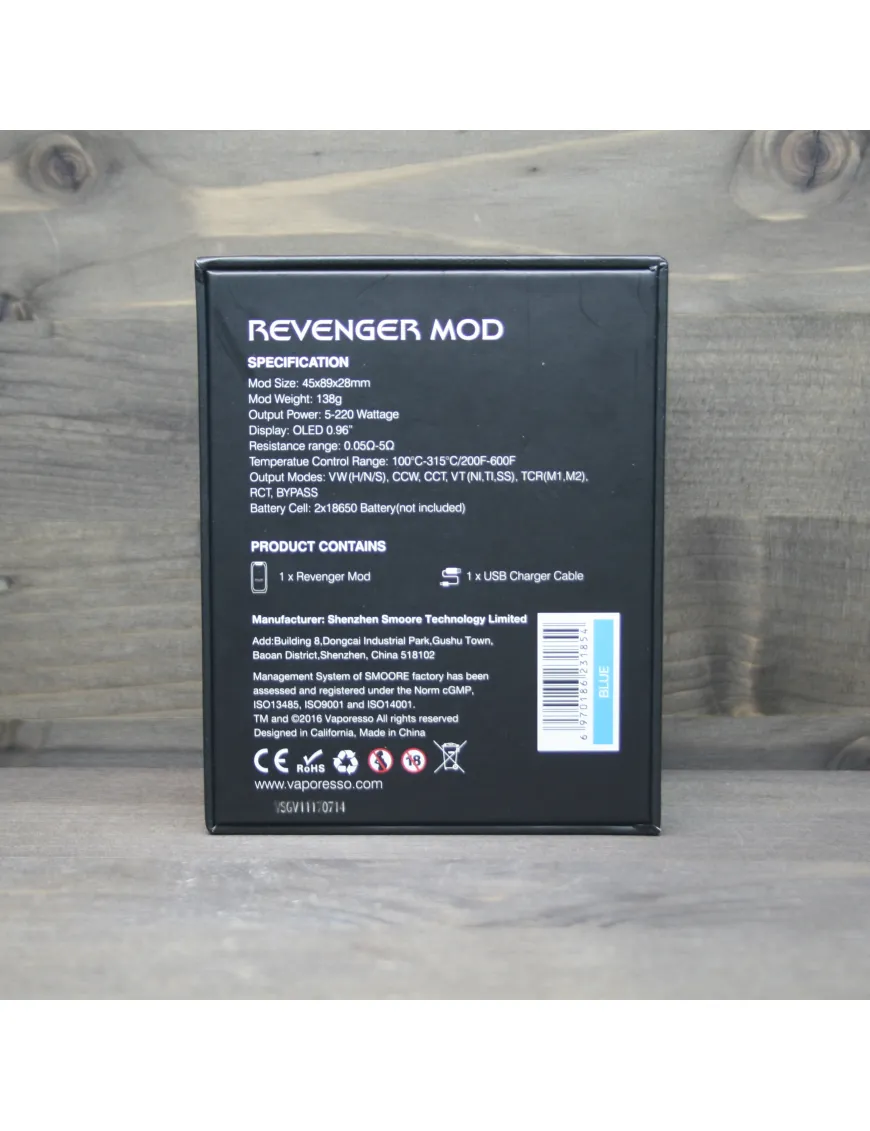 REVENGER MOD
SPECIFICATION
Mod Size: 45x89x28mm
Mod Weight: 138g
Output Power: 5-220 Wattage
Display: OLED 0.96"
Resistance range: 0.05Ω-5Ω
Temperatue Control Range: 100°C-315°C/200F-600F
Output Modes: VW(H/N/S), CCW, CCT, VT(NI,TI,SS), TCR(M1,M2),
RCT, BYPASS
Battery Cell: 2x18650 Battery(not included)
PRODUCT CONTAINS
1 x Revenger Mod
1 x USB Charger Cable
Manufacturer: Shenzhen Smoore Technology Limited
Add:Building 8,Dongcai Industrial Park,Gushu Town,
Baoan District,Shenzhen, China 518102
Management System of SMOORE factory has been
assessed and registered under the Norm cGMP,
ISO13485, ISO9001 and ISO14001.
TM and ©2016 Vaporesso All rights reserved
Designed in California, Made in China
6 970186 231854
BLUE
CE
RoHS
18
www.vaporesso.com
VSGV11170714